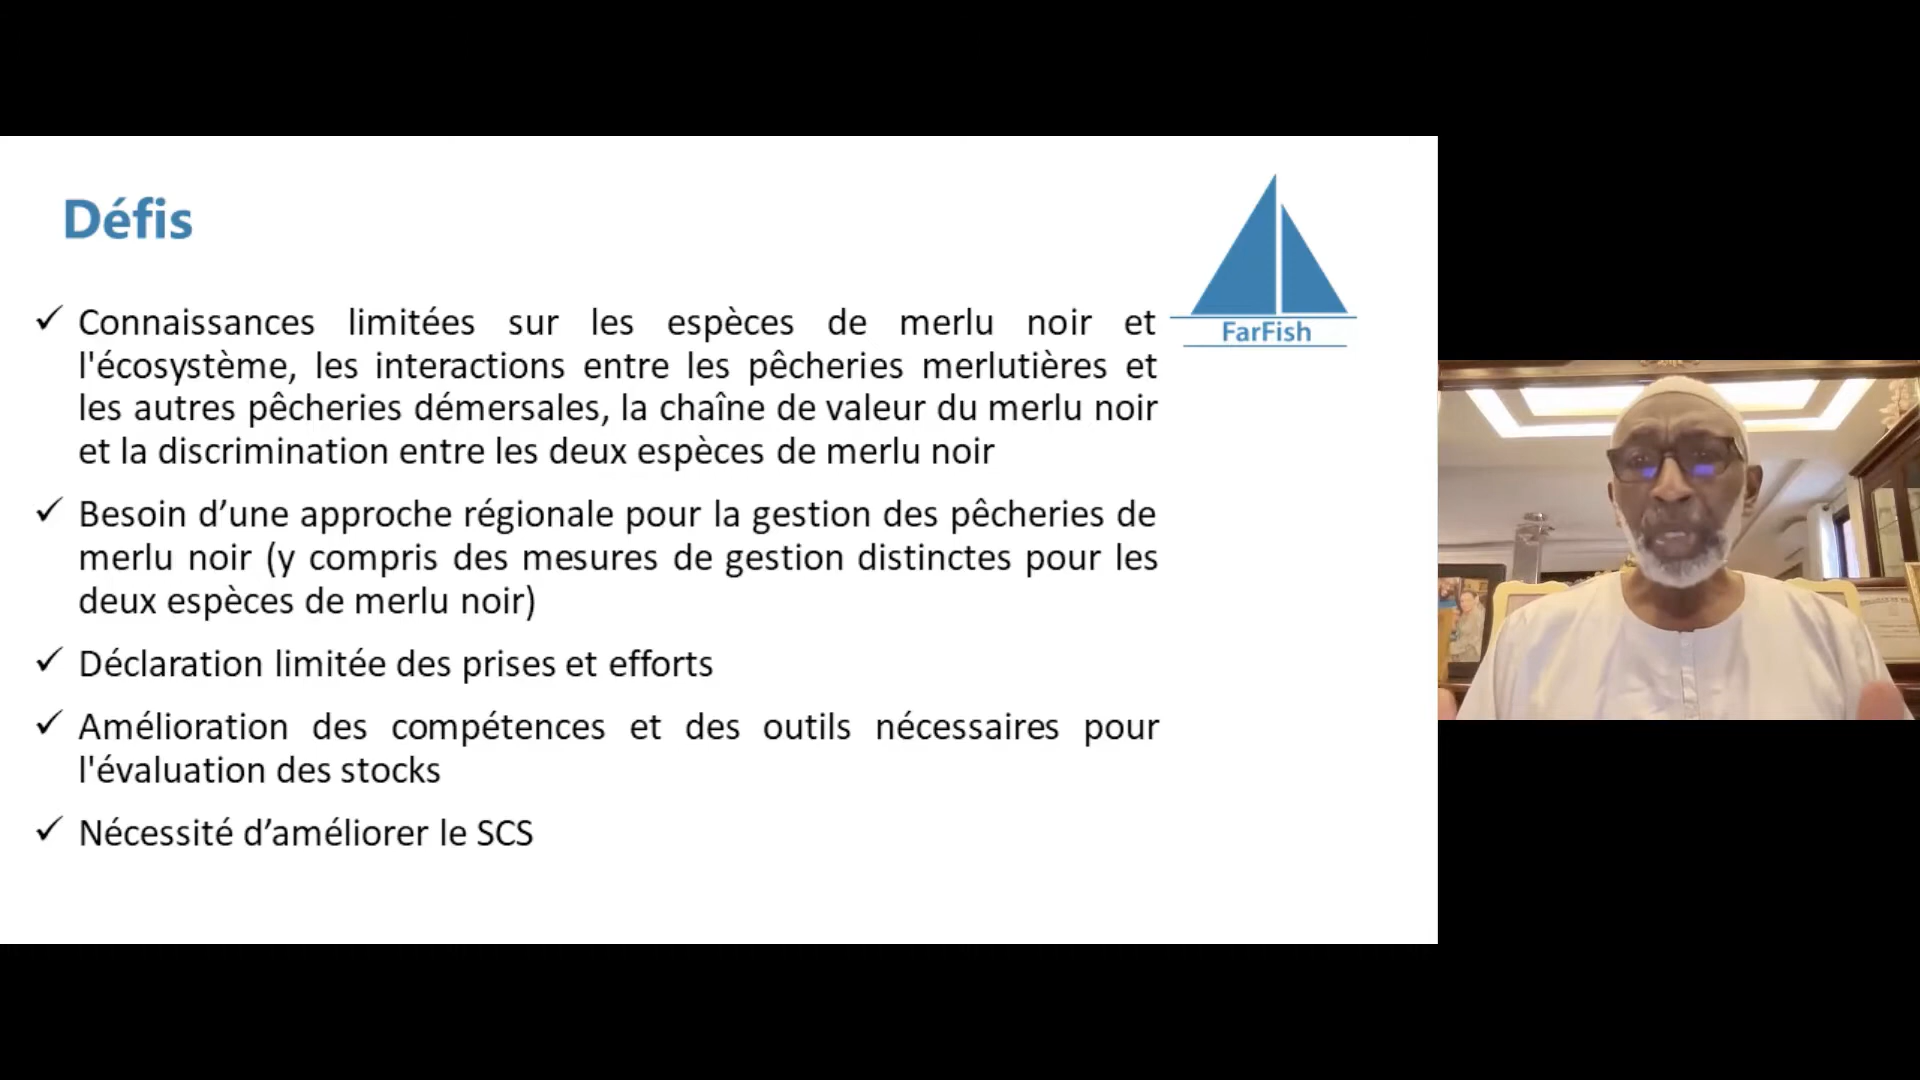 Défis
Connaissances limitées sur les espèces de merlu noir et
l'écosystème, les interactions entre les pêcheries merlutières et
les autres pêcheries démersales, la chaîne de valeur du merlu noir
et la discrimination entre les deux espèces de merlu noir
Besoin d’une approche régionale pour la gestion des pêcheries de
merlu noir (y compris des mesures de gestion distinctes pour les
deux espèces de merlu noir)
Déclaration limitée des prises et efforts
Amélioration des compétences et des outils nécessaires pour
l'évaluation des stocks
Nécessité d’améliorer le SCS
FarFish